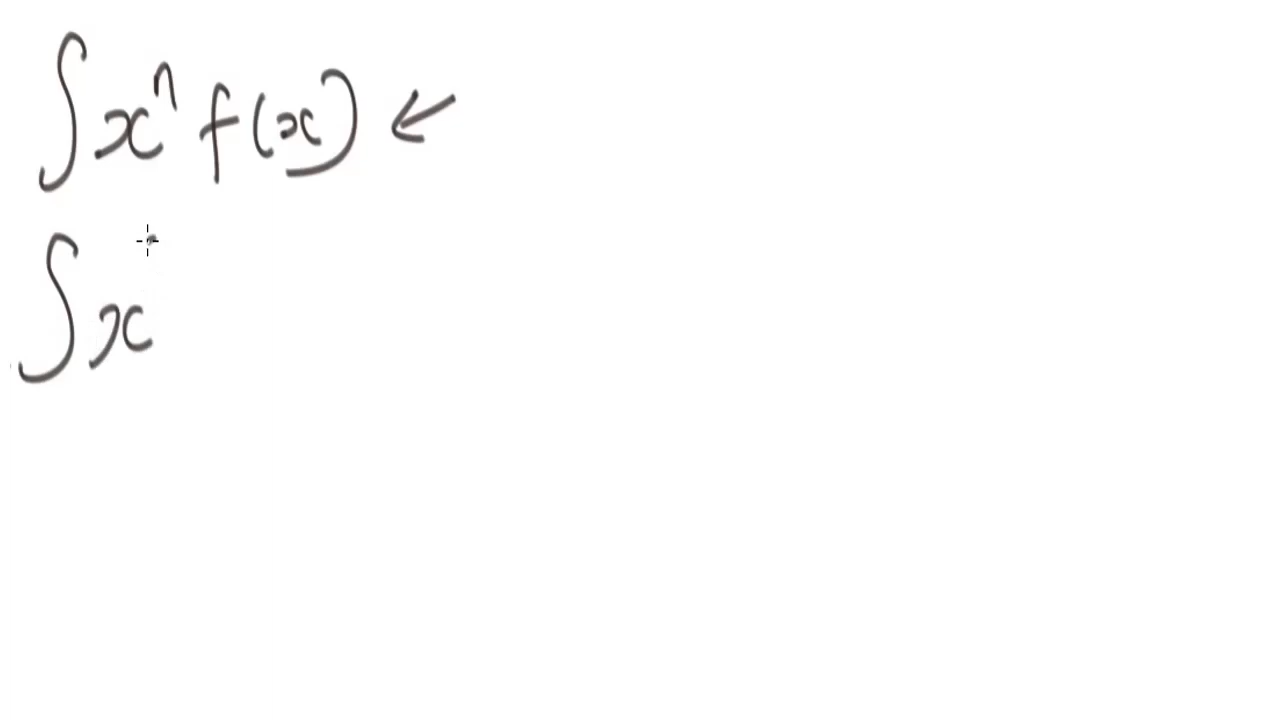 ∫xⁿ f(x) ←
∫x